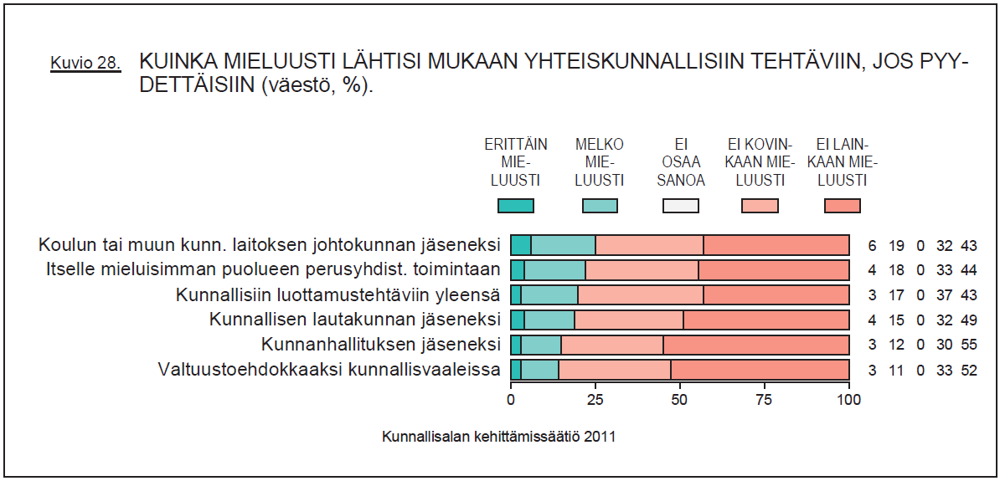 Kuvio 28. KUINKA MIELUUSTI LÄHTISI MUKAAN YHTEISKUNNALLISIIN TEHTÄVIIN, JOS PYY-
DETTÄISIIN (väestö, %).
ERITTÄIN MIE- LUUSTI
MELKO MIE- LUUSTI
EI OSAA SANOA
EI KOVIN- KAAN MIE- LUUSTI
EI LAIN- KAAN MIE- LUUSTI
Koulun tai muun kunn. laitoksen johtokunnan jäseneksi 6 19 0 32 43
Itselle mieluisimman puolueen perusyhdist. toimintaan 4 18 0 33 44
Kunnallisiin luottamustehtäviin yleensä 3 17 0 37 43
Kunnallisen lautakunnan jäseneksi 4 15 0 32 49
Kunnanhallituksen jäseneksi 3 12 0 30 55
Valtuustoehdokkaaksi kunnallisvaaleissa 3 11 0 33 52
0 25 50 75 100
Kunnallisalan kehittämissäätiö 2011